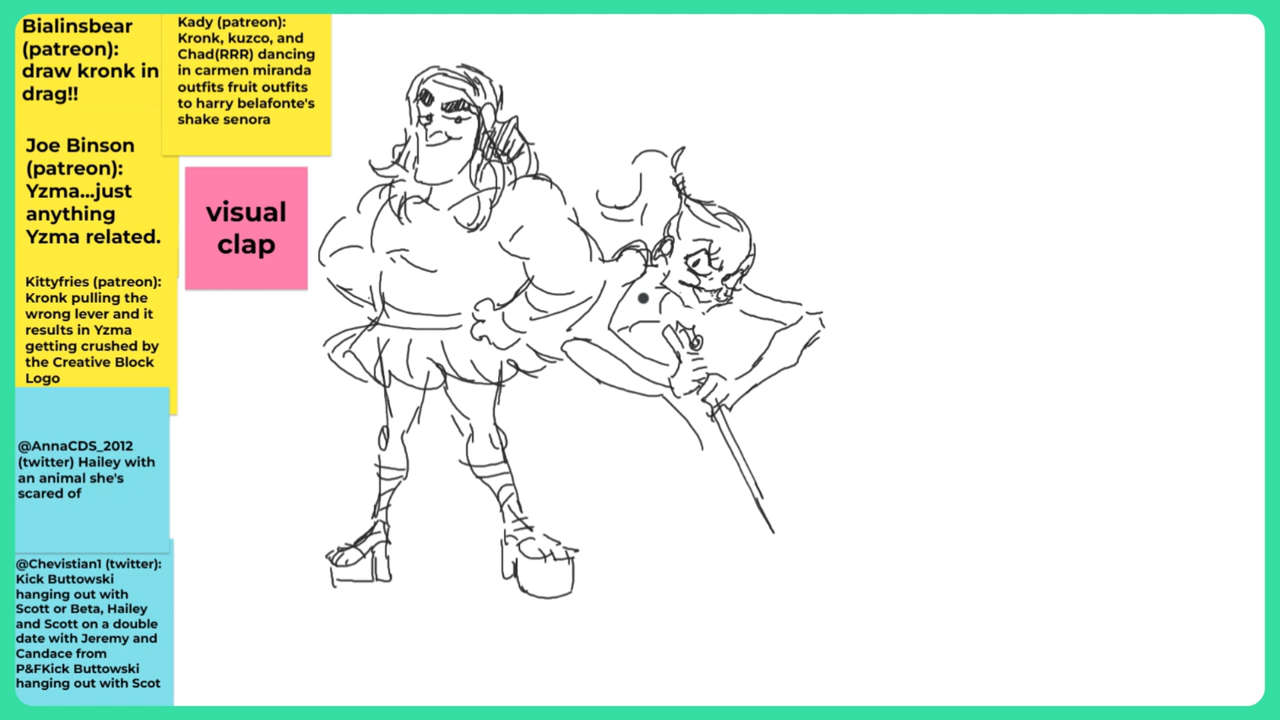 Bialinsbear
(patreon):
draw kronk in
drag!!
Kady (patreon):
Kronk, kuzco, and
Chad(RRR) dancing
in carmen miranda
outfits fruit outfits
to harry belafonte's
shake senora
Joe Binson
(patreon):
Yzma...just
anything
Yzma related.
visual
clap
Kittyfries (patreon):
Kronk pulling the
wrong lever and it
results in Yzma
getting crushed by
the Creative Block
Logo
@AnnaCDS_2012
(twitter) Hailey with
an animal she's
scared of
@Chevistian1 (twitter):
Kick Buttowski
hanging out with
Scott or Beta, Hailey
and Scott on a double
date with Jeremy and
Candace from
P&FKick Buttowski
hanging out with Scot